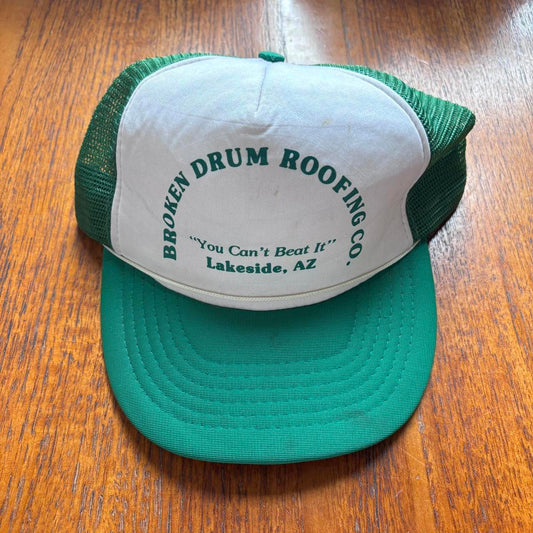 BROKEN DRUM ROOFING CO.
"You Can't Beat It"
Lakeside, AZ